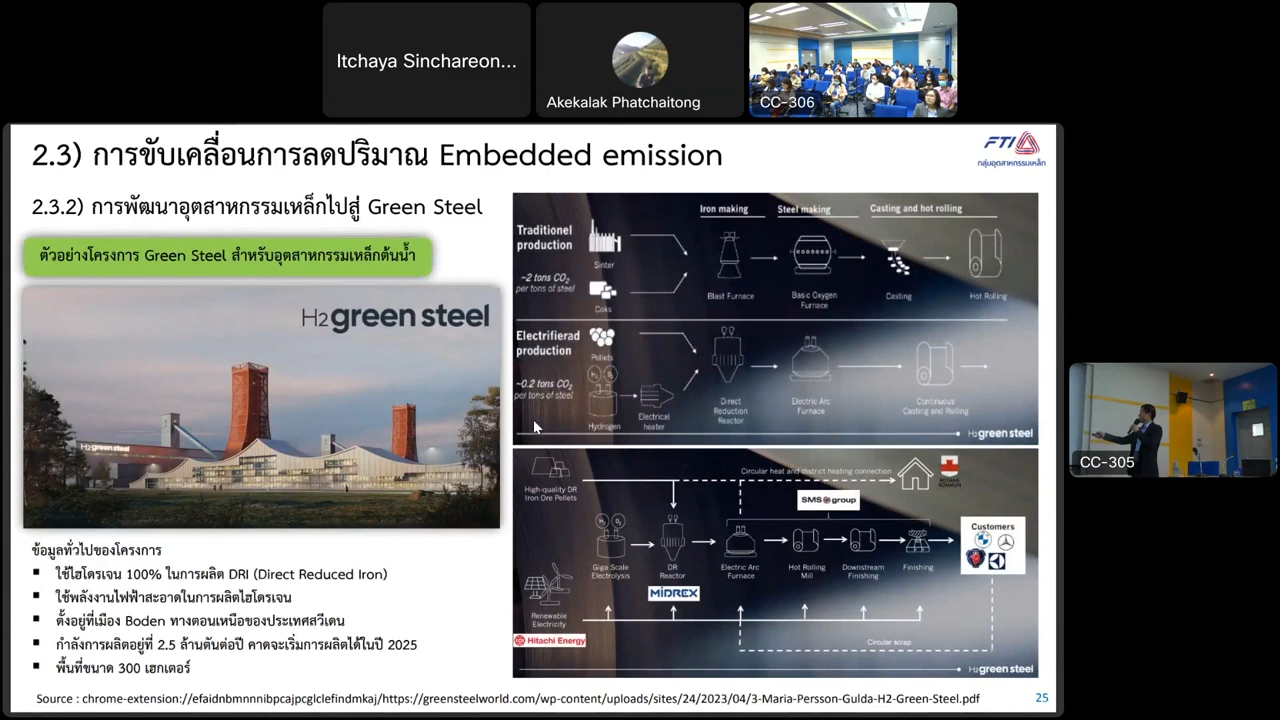 Itchaya Sinchareon...
Akekalak Phatchaitong
CC-306
2.3) การขับเคลื่อนการลดปริมาณ Embedded emission
FTI
กลุ่มอุตสาหกรรมเหล็ก
2.3.2) การพัฒนาอุตสาหกรรมเหล็กไปสู่ Green Steel
ตัวอย่างโครงการ Green Steel สำหรับอุตสาหกรรมเหล็กต้นน้ำ
H2 green steel
H2 green steel
ข้อมูลทั่วไปของโครงการ
▪ ใช้ไฮโดรเจน 100% ในการผลิต DRI (Direct Reduced Iron)
▪ ใช้พลังงานไฟฟ้าสะอาดในการผลิตไฮโดรเจน
▪ ตั้งอยู่ที่เมือง Boden ทางตอนเหนือของประเทศสวีเดน
▪ กำลังการผลิตอยู่ที่ 2.5 ล้านตันต่อปี คาดจะเริ่มการผลิตได้ในปี 2025
▪ พื้นที่ขนาด 300 เฮกเตอร์
Iron making Steel making Casting and hot rolling
Traditionel
production
~2 tons CO2
per tons of steel
Sinter
Coks
Blast Furnace
Basic Oxygen
Furnace
Casting
Hot Rolling
Electrifierad
production
~0.2 tons CO2
per tons of steel
Pellets
H2 O2
Hydrogen
Electrical
heater
Direct
Reduction
Reactor
Electric Arc
Furnace
Continuous
Casting and Rolling
H2 green steel
High-quality DR
Iron Ore Pellets
Circular heat and district heating connection
SMS group
H2 O2
Giga Scale
Electrolysis
DR
Reactor
Electric Arc
Furnace
Hot Rolling
Mill
Downstream
Finishing
Finishing
Customers
MIDREX
Renewable
Electricity
Hitachi Energy
Circular scrap
H2 green steel
Source : chrome-extension://efaidnbmnnnibpcajpcglclefindmkaj/https://greensteelworld.com/wp-content/uploads/sites/24/2023/04/3-Maria-Persson-Gulda-H2-Green-Steel.pdf
25
CC-305